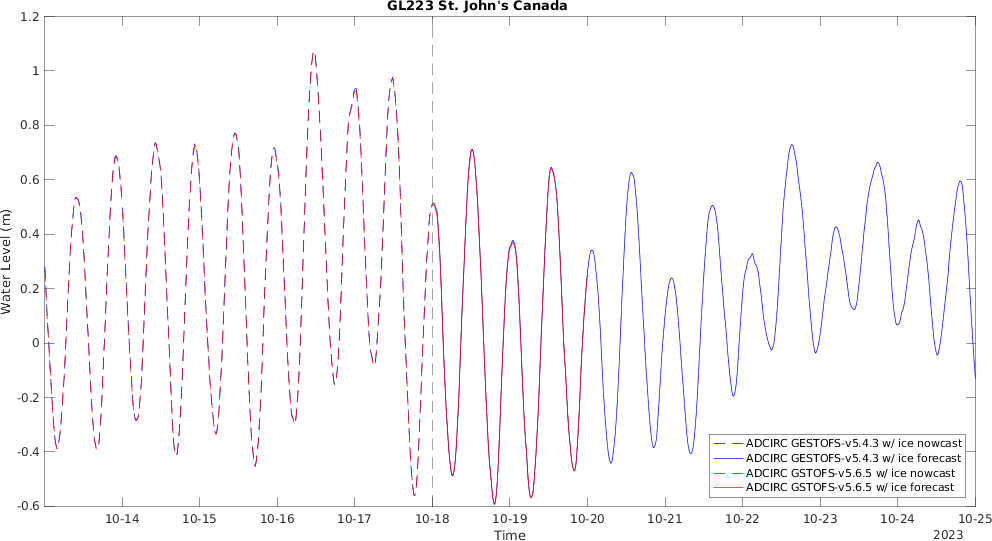 GL223 St. John's Canada
1.2
1
0.8
0.6
0.4
0.2
0
-0.2
-0.4
-0.6
Water Level (m)
ADCIRC GESTOFS-v5.4.3 w/ ice nowcast
ADCIRC GESTOFS-v5.4.3 w/ ice forecast
ADCIRC GSTOFS-v5.6.5 w/ ice nowcast
ADCIRC GSTOFS-v5.6.5 w/ ice forecast
10-14 10-15 10-16 10-17 10-18 10-19 10-20 10-21 10-22 10-23 10-24 10-25
Time 2023